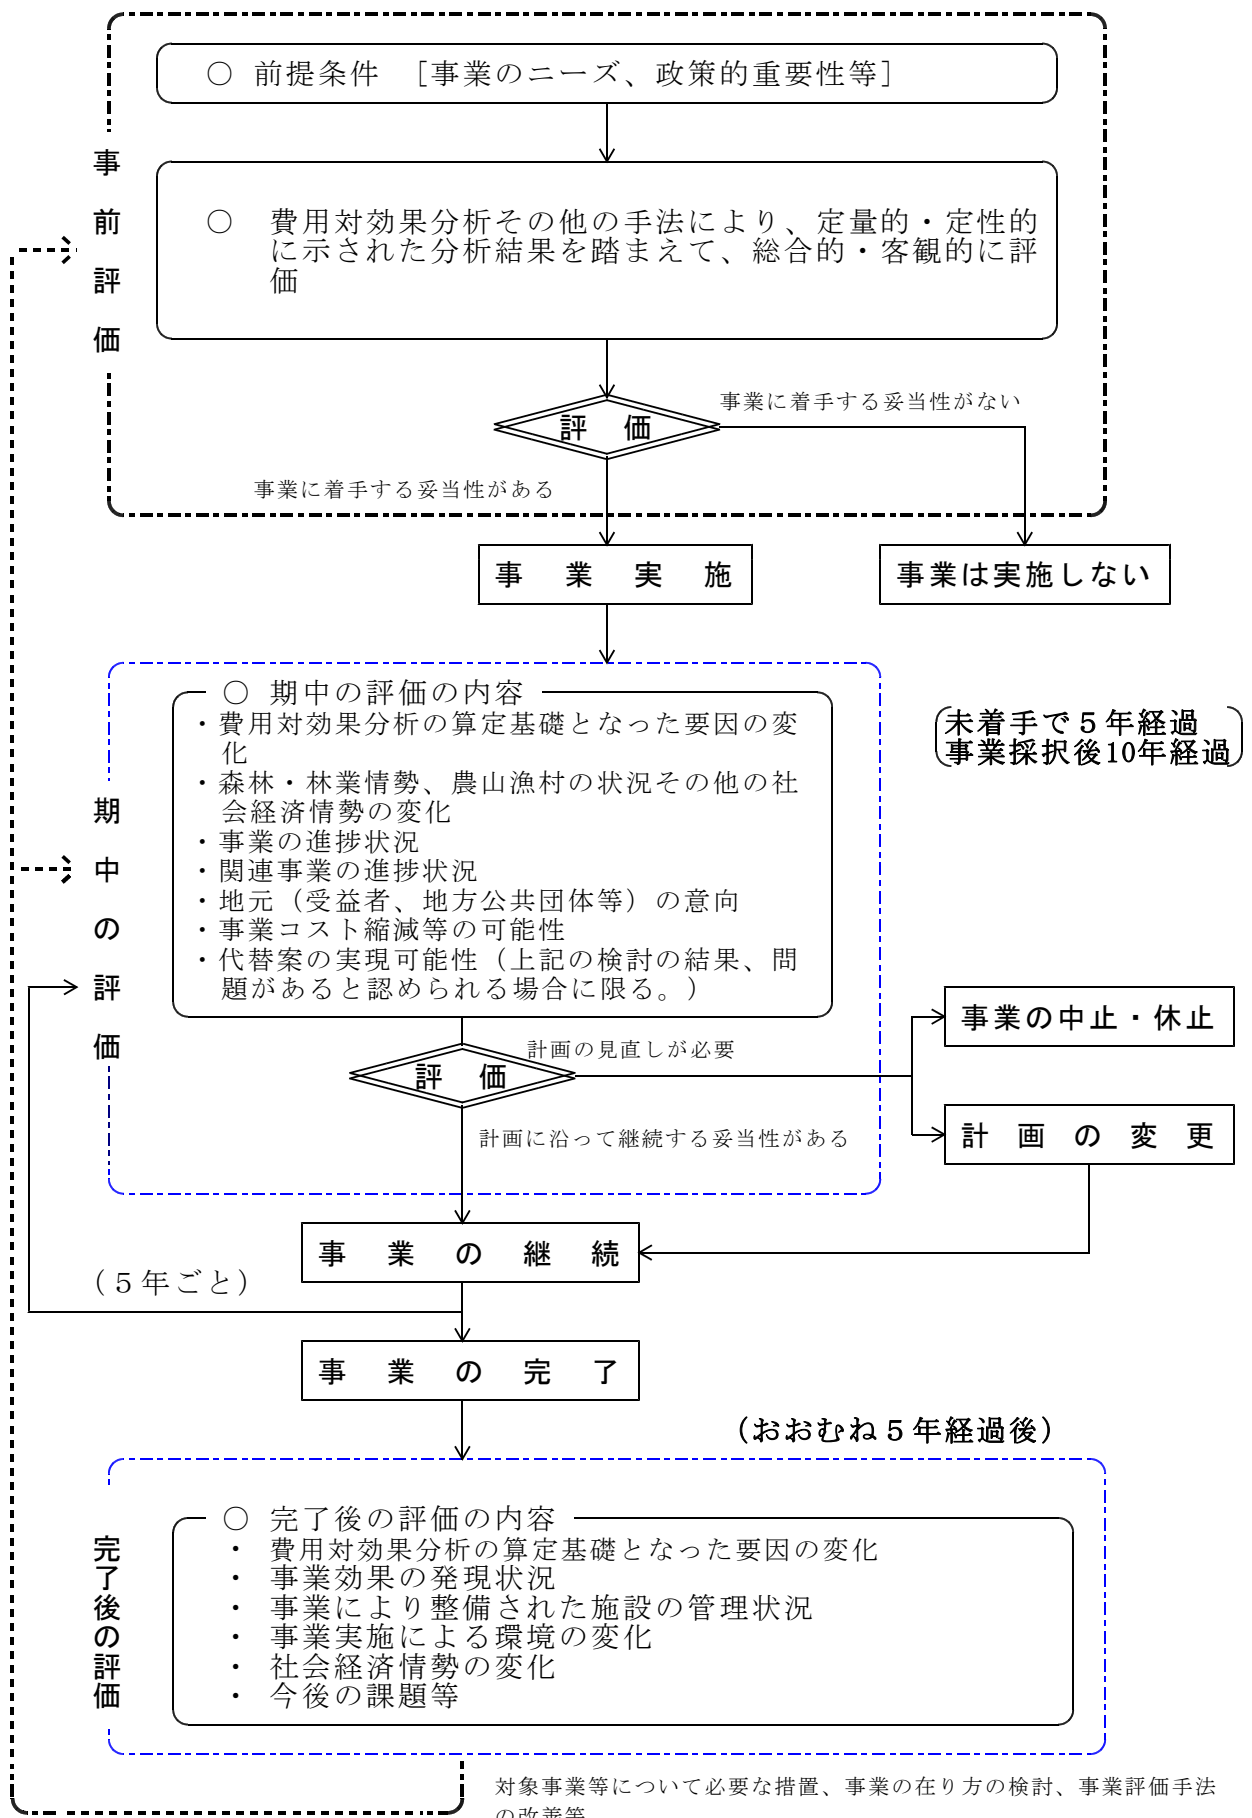 ○ 前提条件 ［事業のニーズ、政策的重要性等］
事前評価
○ 費用対効果分析その他の手法により、定量的・定性的
に示された分析結果を踏まえて、総合的・客観的に評
価
事業に着手する妥当性がない
評 価
事業に着手する妥当性がある
事 業 実 施
事業は実施しない
期中の評価
○ 期中の評価の内容
・費用対効果分析の算定基礎となった要因の変
化
・森林・林業情勢、農山漁村の状況その他の社
会経済情勢の変化
・事業の進捗状況
・関連事業の進捗状況
・地元（受益者、地方公共団体等）の意向
・事業コスト縮減等の可能性
・代替案の実現可能性（上記の検討の結果、問
題があると認められる場合に限る。）
未着手で５年経過
事業採択後10年経過
計画の見直しが必要
評 価
計画に沿って継続する妥当性がある
事業の中止・休止
計 画 の 変 更
事 業 の 継 続
（５年ごと）
事 業 の 完 了
（おおむね５年経過後）
完了後の評価
○ 完了後の評価の内容
・ 費用対効果分析の算定基礎となった要因の変化
・ 事業効果の発現状況
・ 事業により整備された施設の管理状況
・ 事業実施による環境の変化
・ 社会経済情勢の変化
・ 今後の課題等
対象事業等について必要な措置、事業の在り方の検討、事業評価手法
の改善等